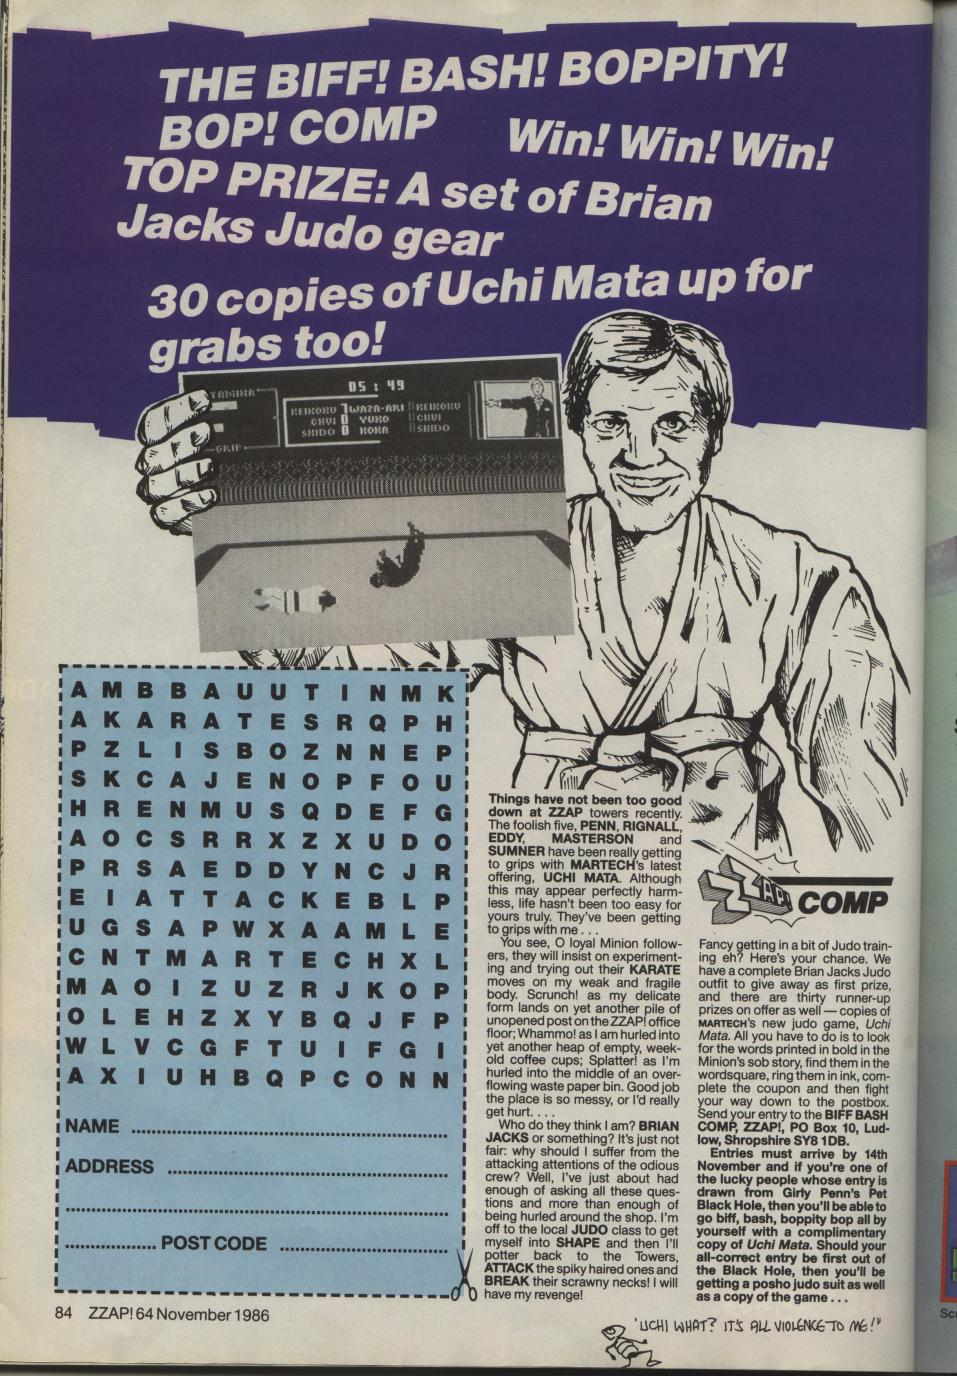 THE BIFF! BASH! BOPPITY!
BOP! COMP
Win! Win! Win!
TOP PRIZE: A set of Brian
Jacks Judo gear
30 copies of Uchi Mata up for
grabs too!
05 : 49
KEIKOKU WAZA-ARI KEIKOKU
CHUI 0 YUKO CHUI
SHIDO 0 KOKA SHIDO
GRIP
A M B B A U U T I N M K
A K A R A T E S R Q P H
P Z L I S B O Z N N E P
S K C A J E N O P F O U
H R E N M U S Q D E F G
A O C S R R X Z X U D O
P R S A E D D Y N C J R
E I A T T A C K E B L P
U G S A P W X A A M L E
C N T M A R T E C H X L
M A O I Z U Z R J K O P
O L E H Z X Y B Q J F P
W L V C G F T U I F G I
A X I U H B Q P C O N N
NAME
ADDRESS
POST CODE
Things have not been too good
down at ZZAP towers recently.
The foolish five, PENN, RIGNALL,
EDDY, MASTERSON and
SUMNER have been really getting
to grips with MARTECH's latest
offering, UCHI MATA. Although
this may appear perfectly harm-
less, life hasn't been too easy for
yours truly. They've been getting
to grips with me . . .
You see, O loyal Minion follow-
ers, they will insist on experiment-
ing and trying out their KARATE
moves on my weak and fragile
body. Scrunch! as my delicate
form lands on yet another pile of
unopened post on the ZZAP! office
floor; Whammo! as I am hurled into
yet another heap of empty, week-
old coffee cups; Splatter! as I'm
hurled into the middle of an over-
flowing waste paper bin. Good job
the place is so messy, or I'd really
get hurt. . . .
Who do they think I am? BRIAN
JACKS or something? It's just not
fair: why should I suffer from the
attacking attentions of the odious
crew? Well, I've just about had
enough of asking all these ques-
tions and more than enough of
being hurled around the shop. I'm
off to the local JUDO class to get
myself into SHAPE and then I'll
potter back to the Towers,
ATTACK the spiky haired ones and
BREAK their scrawny necks! I will
have my revenge!
ZZAP! COMP
Fancy getting in a bit of Judo train-
ing eh? Here's your chance. We
have a complete Brian Jacks Judo
outfit to give away as first prize,
and there are thirty runner-up
prizes on offer as well — copies of
MARTECH's new judo game, Uchi
Mata. All you have to do is to look
for the words printed in bold in the
Minion's sob story, find them in the
wordsquare, ring them in ink, com-
plete the coupon and then fight
your way down to the postbox.
Send your entry to the BIFF BASH
COMP, ZZAP!, PO Box 10, Lud-
low, Shropshire SY8 1DB.
Entries must arrive by 14th
November and if you're one of
the lucky people whose entry is
drawn from Girly Penn's Pet
Black Hole, then you'll be able to
go biff, bash, boppity bop all by
yourself with a complimentary
copy of Uchi Mata. Should your
all-correct entry be first out of
the Black Hole, then you'll be
getting a posho judo suit as well
as a copy of the game . . .
84 ZZAP! 64 November 1986
'UCHI WHAT? IT'S ALL VIOLENCE TO ME!"